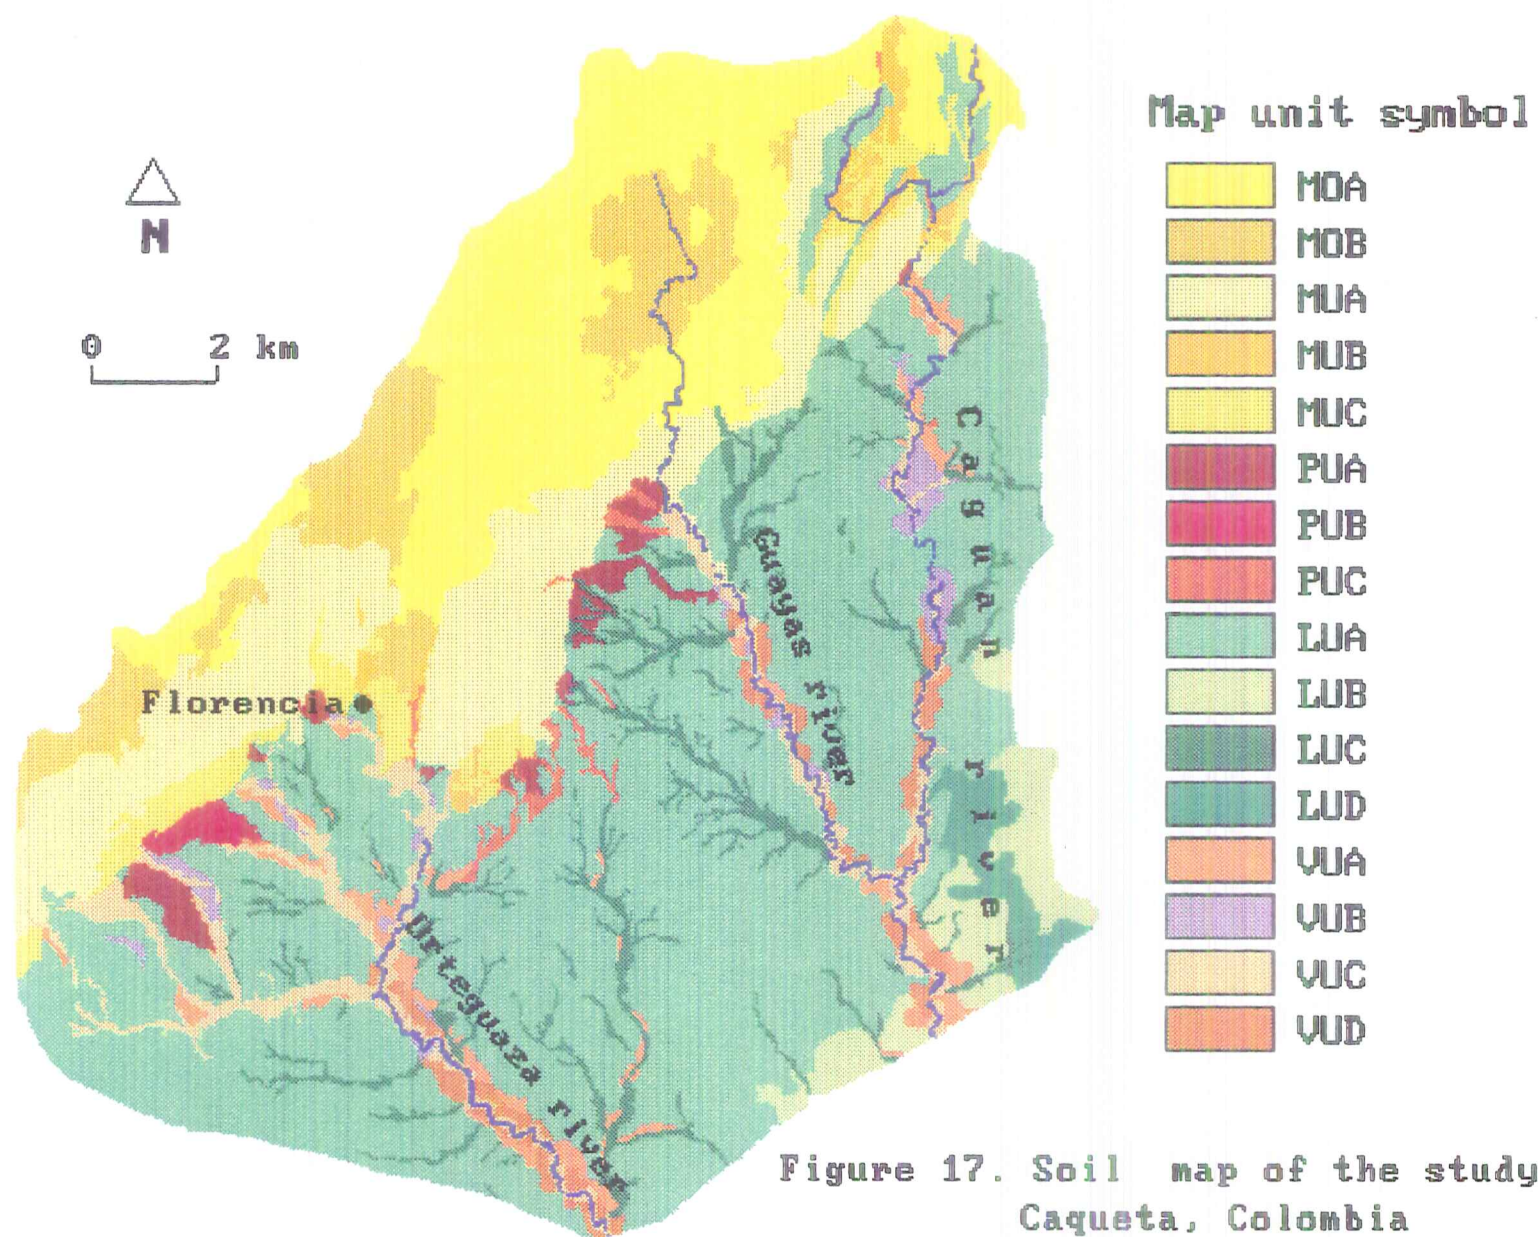 Map unit symbol
N
0 2 km
MOA
MOB
MUA
MUB
MUC
PUA
PUB
PUC
LUA
LUB
LUC
LUD
VUA
VUB
VUC
VUD
Caguan river
Guayas river
Florencia
Orteguaza river
Figure 17. Soil map of the study
Caqueta, Colombia